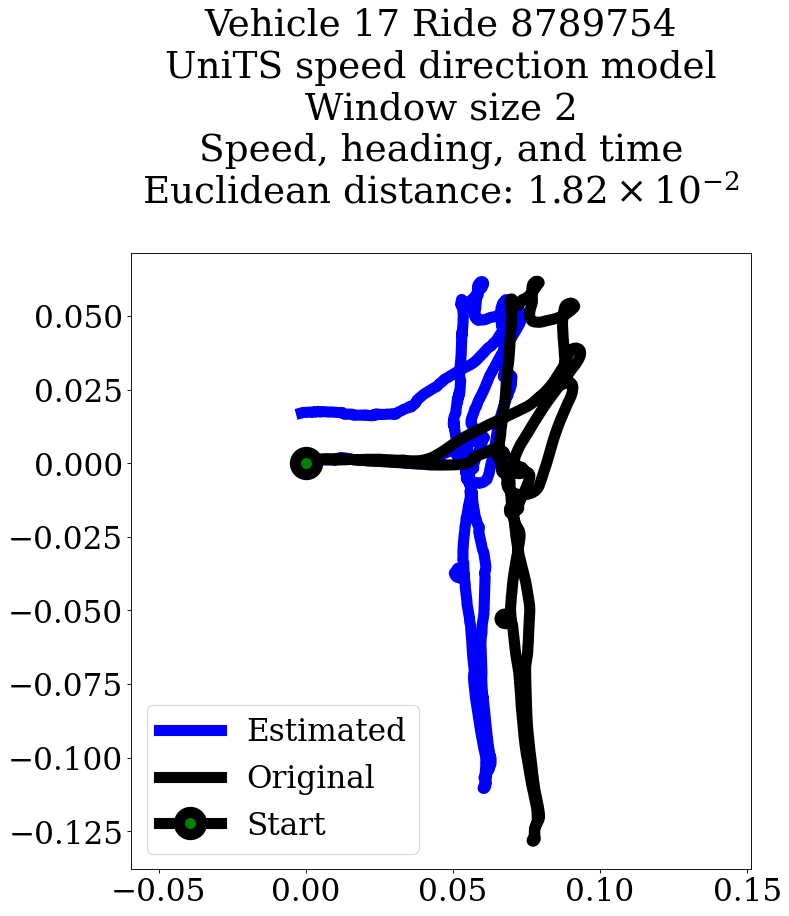 Vehicle 17 Ride 8789754
UniTS speed direction model
Window size 2
Speed, heading, and time
Euclidean distance: 1.82 × 10⁻²
0.050
0.025
0.000
−0.025
−0.050
−0.075
−0.100
−0.125
Estimated
Original
Start
−0.05 0.00 0.05 0.10 0.15